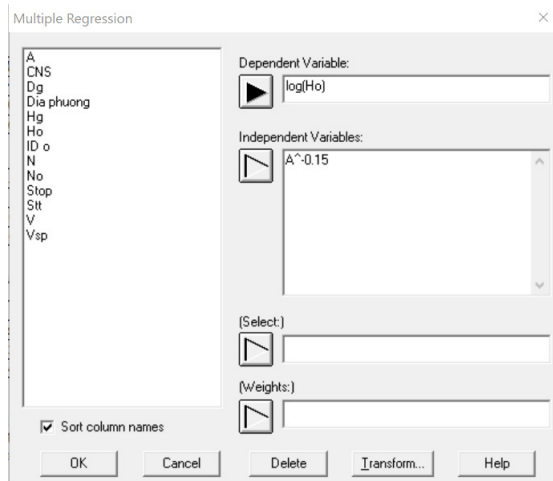 Multiple Regression
A
CNS
Dg
Dia phuong
Hg
Ho
ID o
N
No
Stop
Stt
V
Vsp
Sort column names
Dependent Variable:
log(Ho)
Independent Variables:
A^-0.15
(Select:)
(Weights:)
OK
Cancel
Delete
Transform...
Help